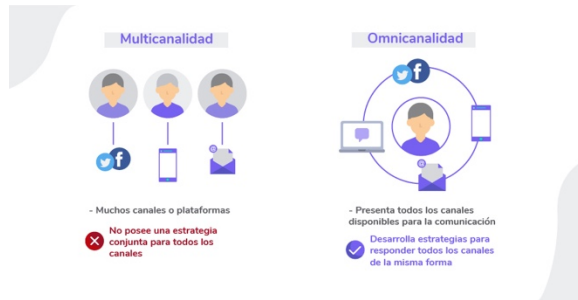 Multicanalidad
- Muchos canales o plataformas
No posee una estrategia
conjunta para todos los
canales
Omnicanalidad
- Presenta todos los canales
disponibles para la comunicación
Desarrolla estrategias para
responder todos los canales
de la misma forma